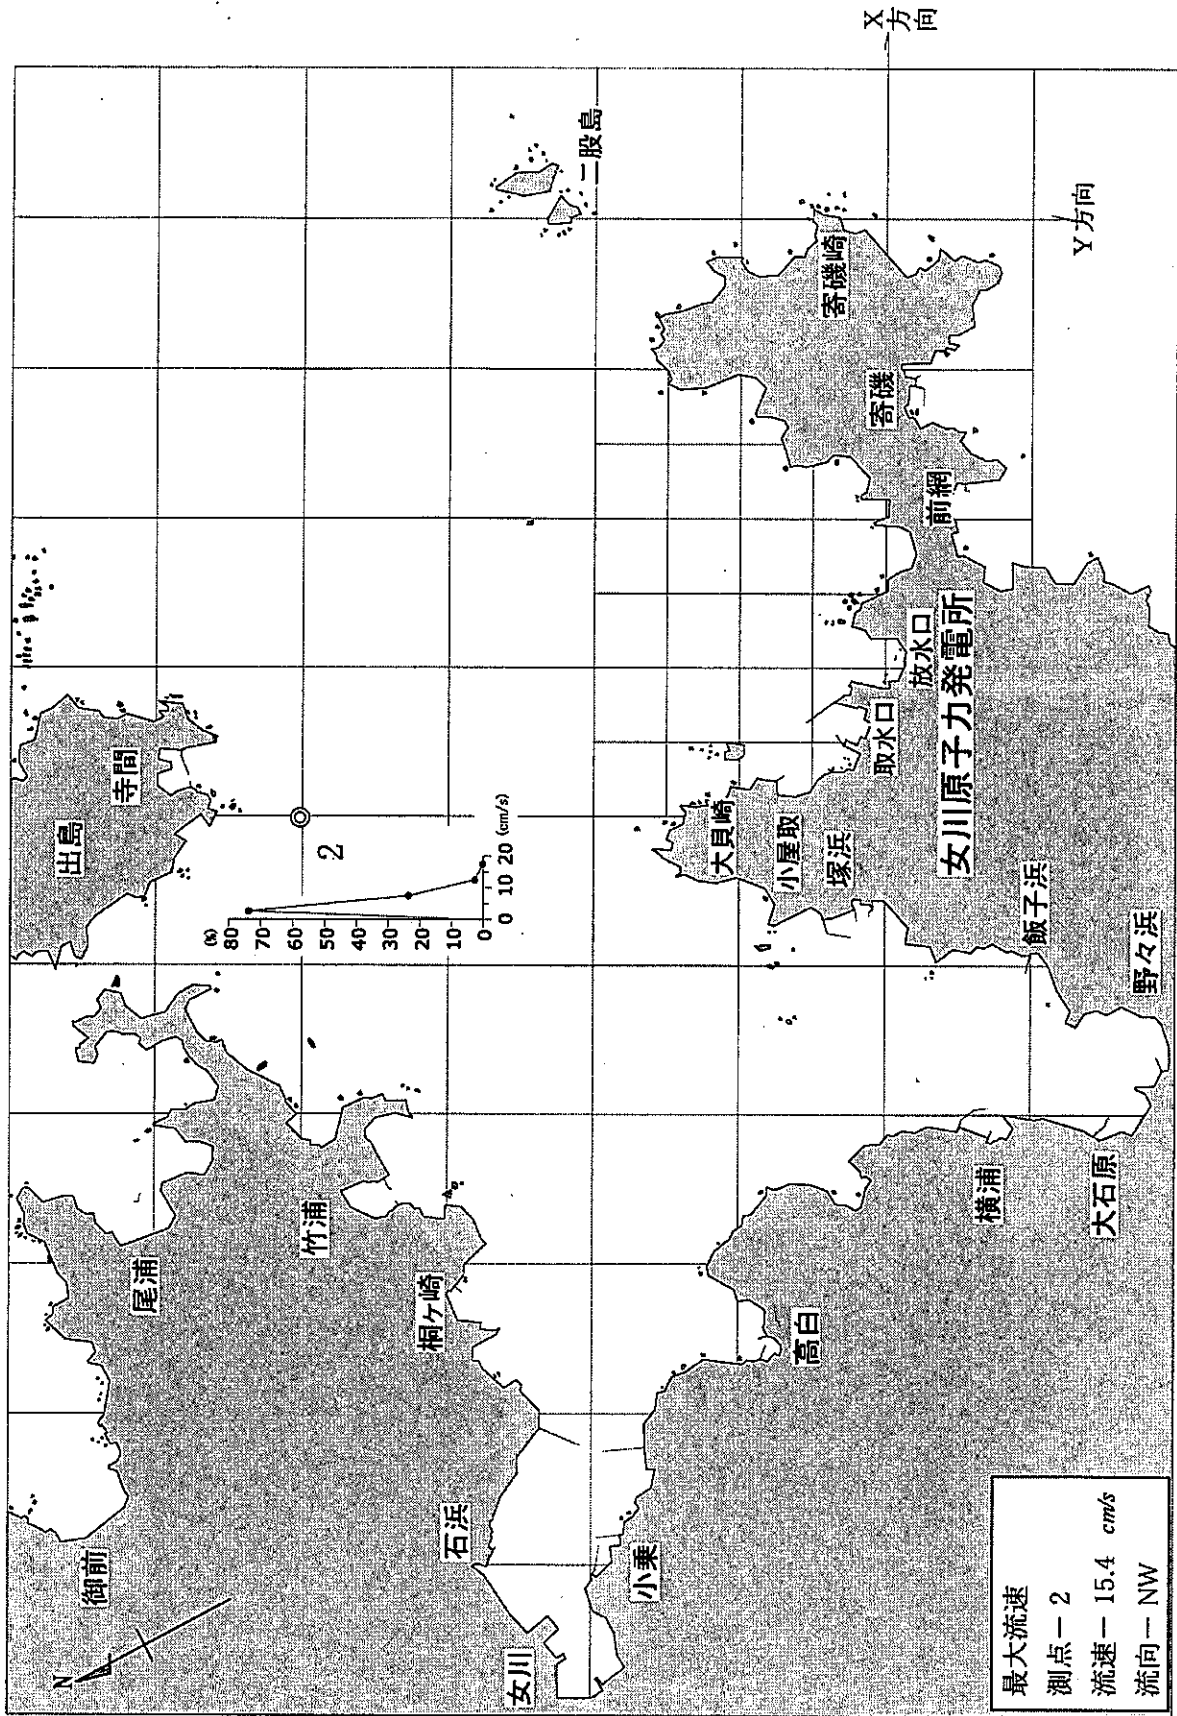 N
御前
尾浦
出島
寺間
竹浦
桐ケ崎
石浜
女川
小乗
高白
横浦
大石原
野々浜
飯子浜
塚浜
小屋取
大貝崎
取水口
放水口
女川原子力発電所
前網
寄磯
寄磯崎
二股島
X方向
Y方向
2
(%)
80
70
60
50
40
30
20
10
0
0 10 20 (cm/s)
最大流速
測点－2
流速－15.4 cm/s
流向－NW